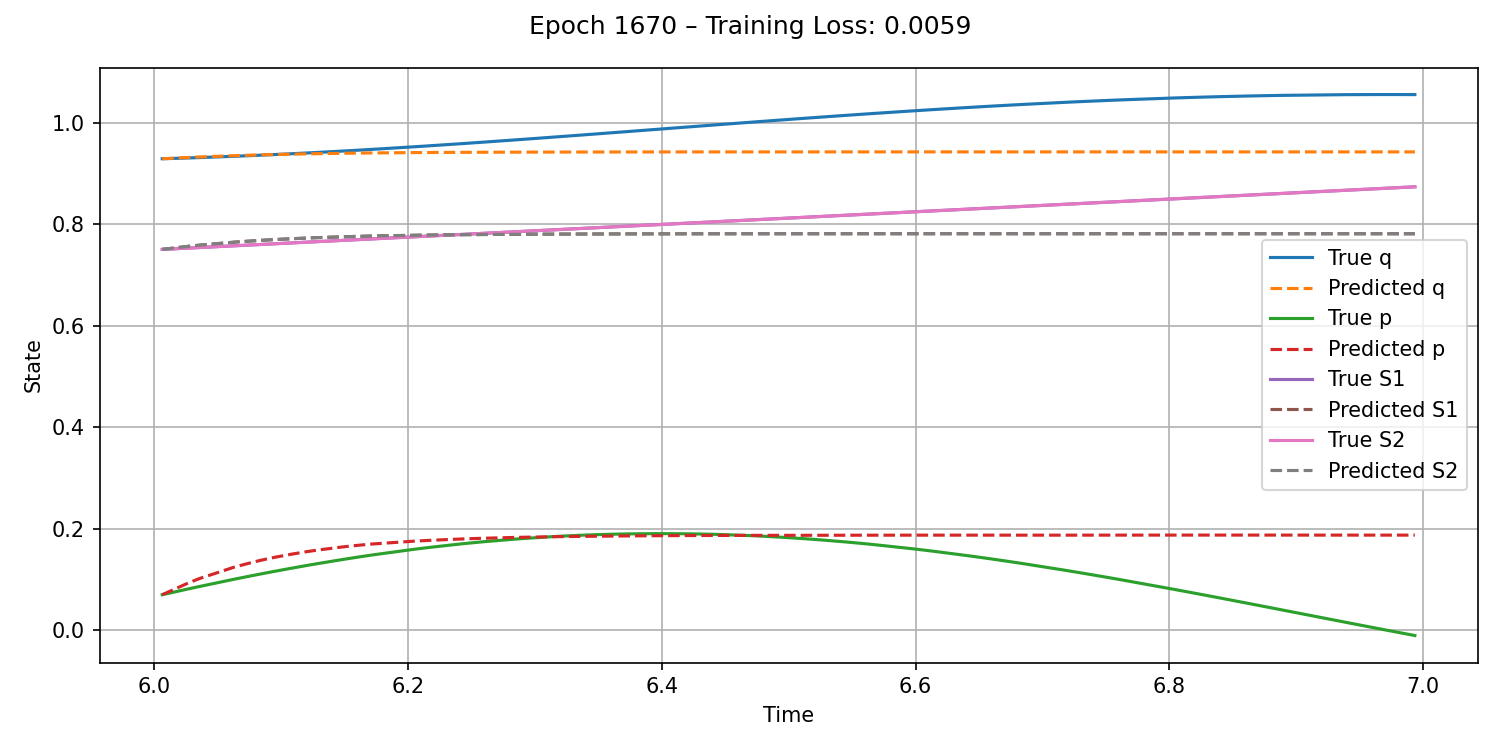 Epoch 1670 – Training Loss: 0.0059
1.0
0.8
0.6
0.4
0.2
0.0
State
True q
Predicted q
True p
Predicted p
True S1
Predicted S1
True S2
Predicted S2
6.0 6.2 6.4 6.6 6.8 7.0
Time